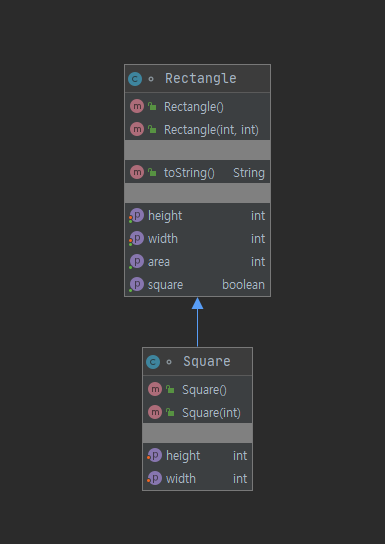 Rectangle
Rectangle()
Rectangle(int, int)
toString() String
height int
width int
area int
square boolean
Square
Square()
Square(int)
height int
width int